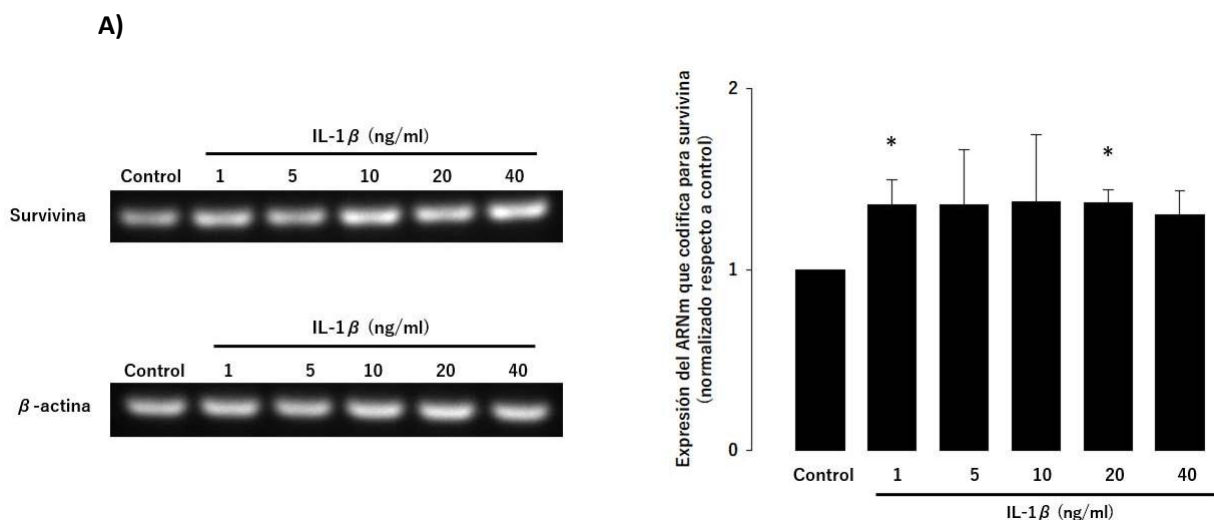 A)
IL-1β (ng/ml)
Control 1 5 10 20 40
Survivina
IL-1β (ng/ml)
Control 1 5 10 20 40
β-actina
Expresión del ARNm que codifica para survivina
(normalizado respecto a control)
2
1
0
* *
Control 1 5 10 20 40
IL-1β (ng/ml)